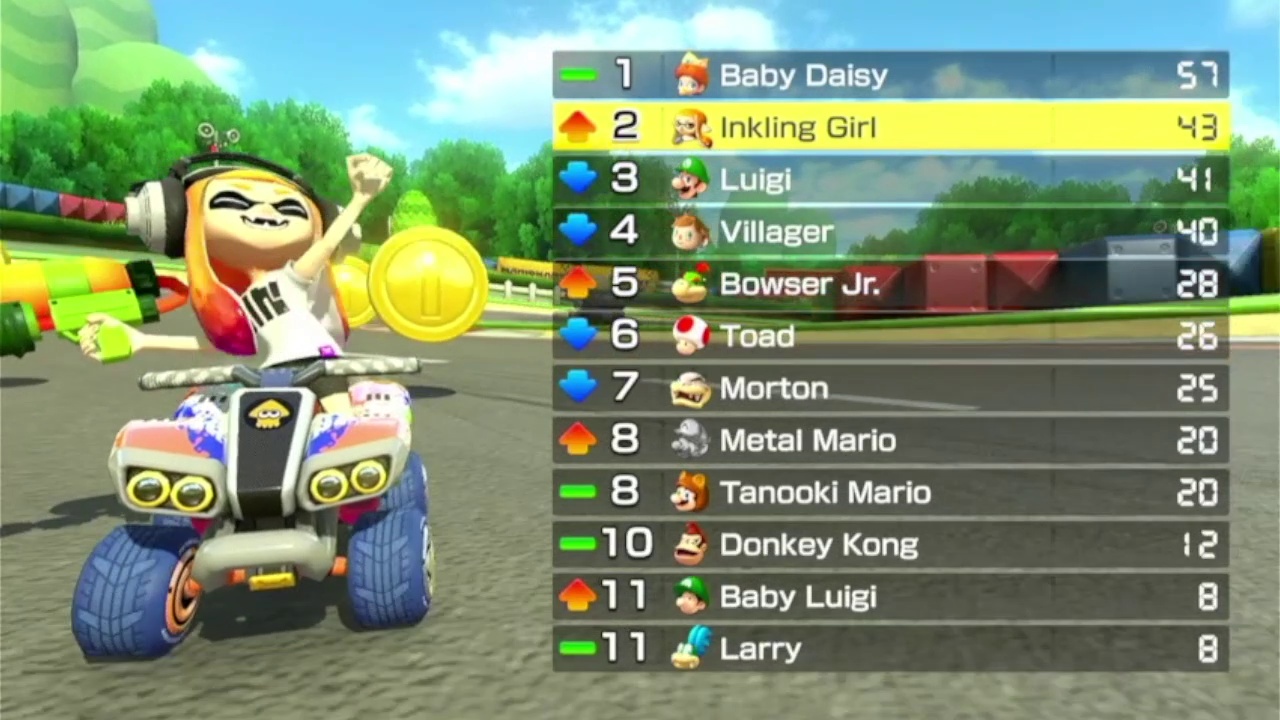 1 Baby Daisy 57
2 Inkling Girl 43
3 Luigi 41
4 Villager 40
5 Bowser Jr. 28
6 Toad 26
7 Morton 25
8 Metal Mario 20
8 Tanooki Mario 20
10 Donkey Kong 12
11 Baby Luigi 8
11 Larry 8